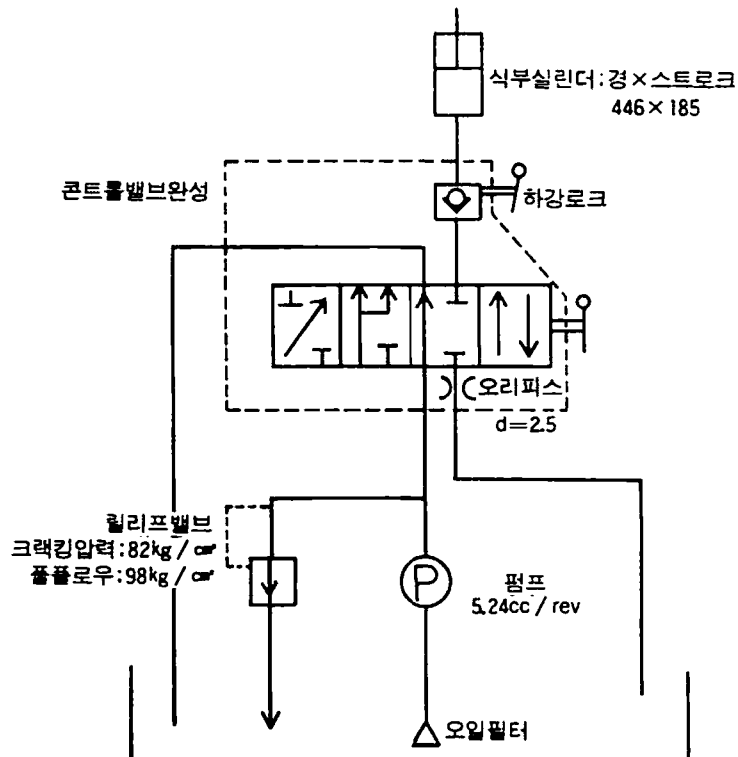 식부실린더:경×스트로크
446×185
콘트롤밸브완성
하강로크
오리피스
d=2.5
릴리프밸브
크랙킹압력:82kg/㎠
풀플로우:98kg/㎠
P
펌프
5.24cc/rev
오일필터